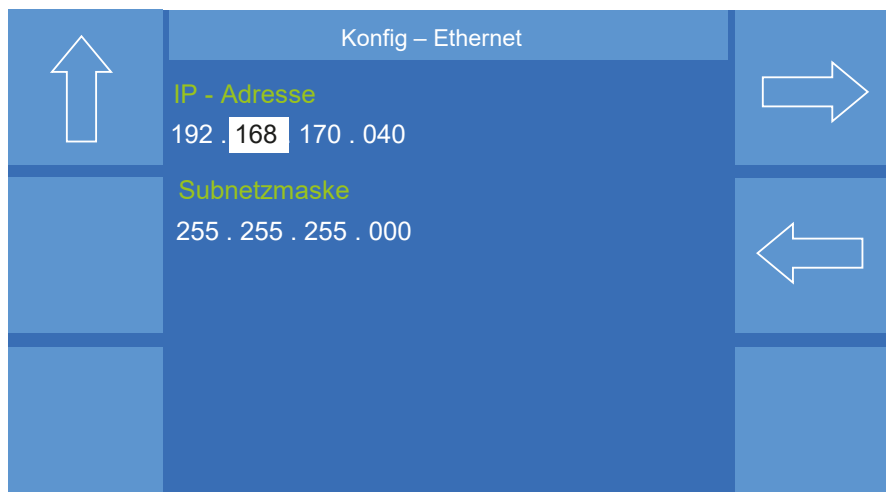 Konfig – Ethernet
IP - Adresse
192 . 168 170 . 040
Subnetzmaske
255 . 255 . 255 . 000